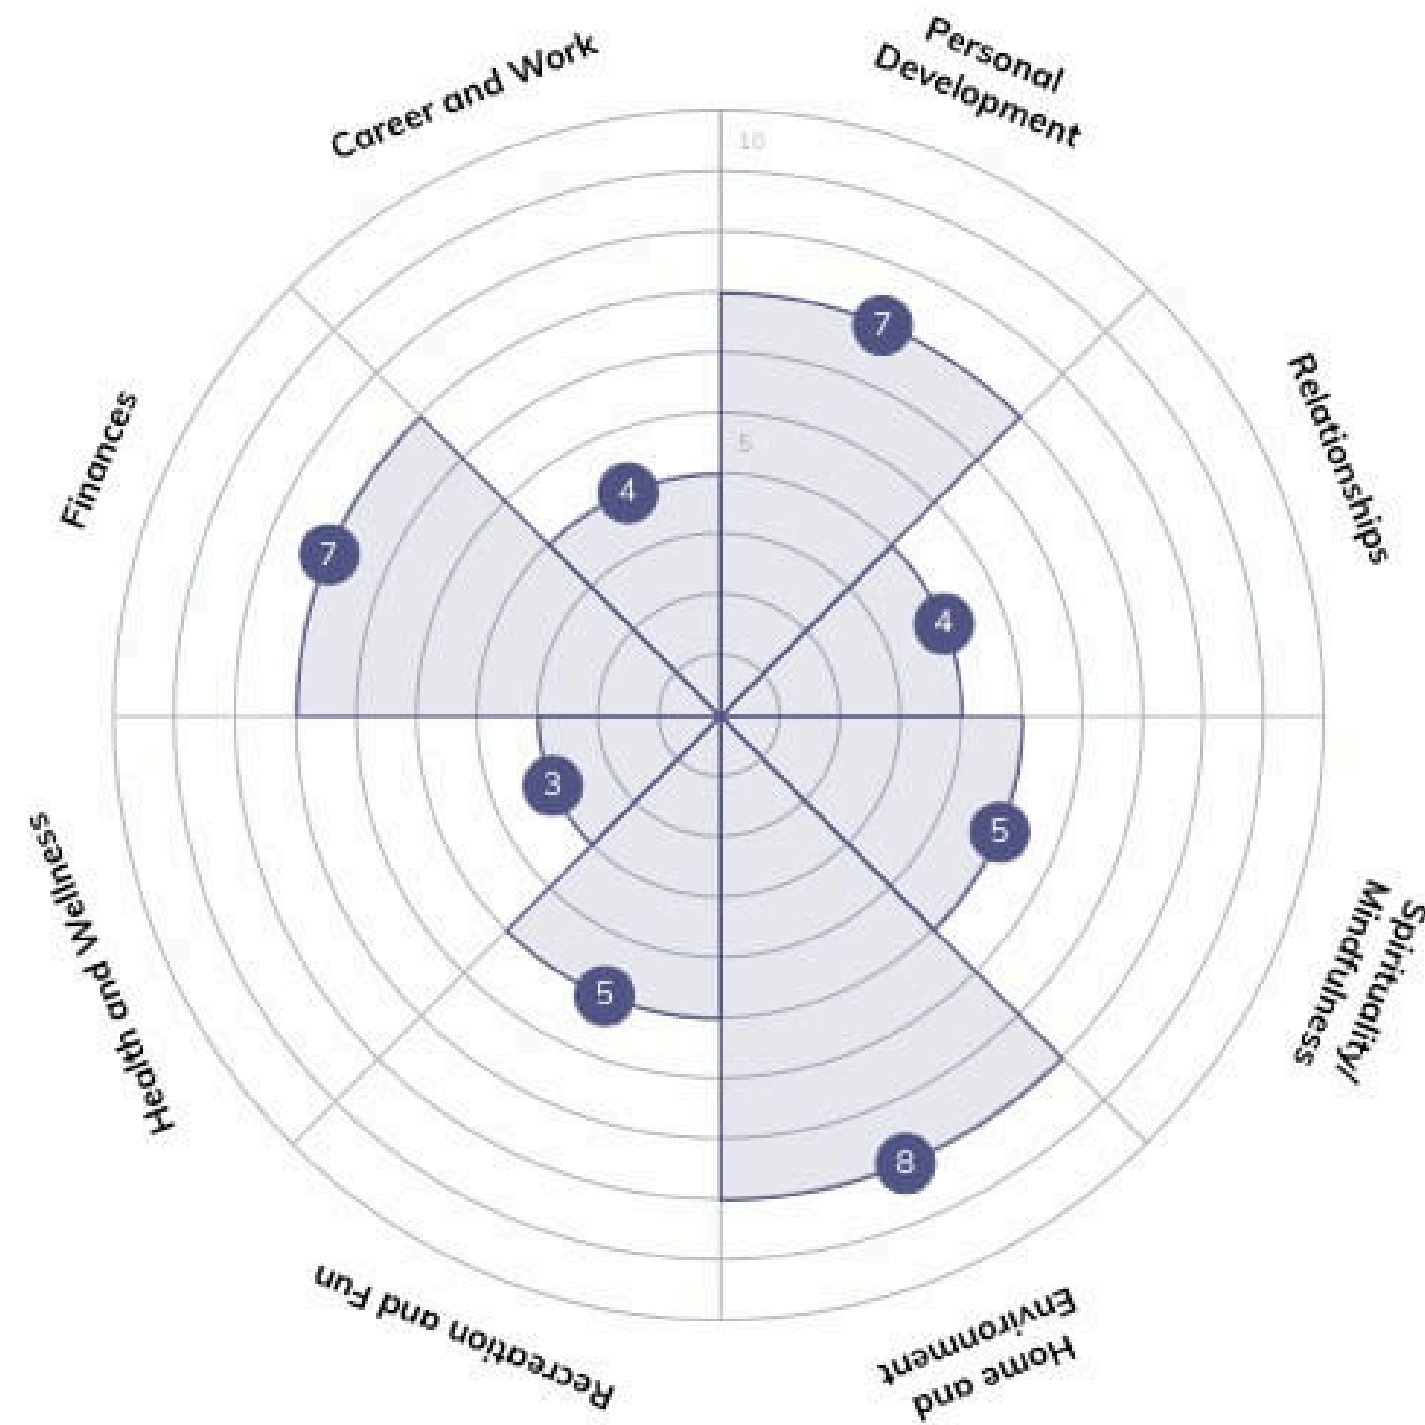 Personal
Development
Relationships
Spirituality/
Mindfulness
Home and
Environment
Recreation and Fun
Health and Wellness
Finances
Career and Work
10
5
7
4
5
8
5
3
7
4